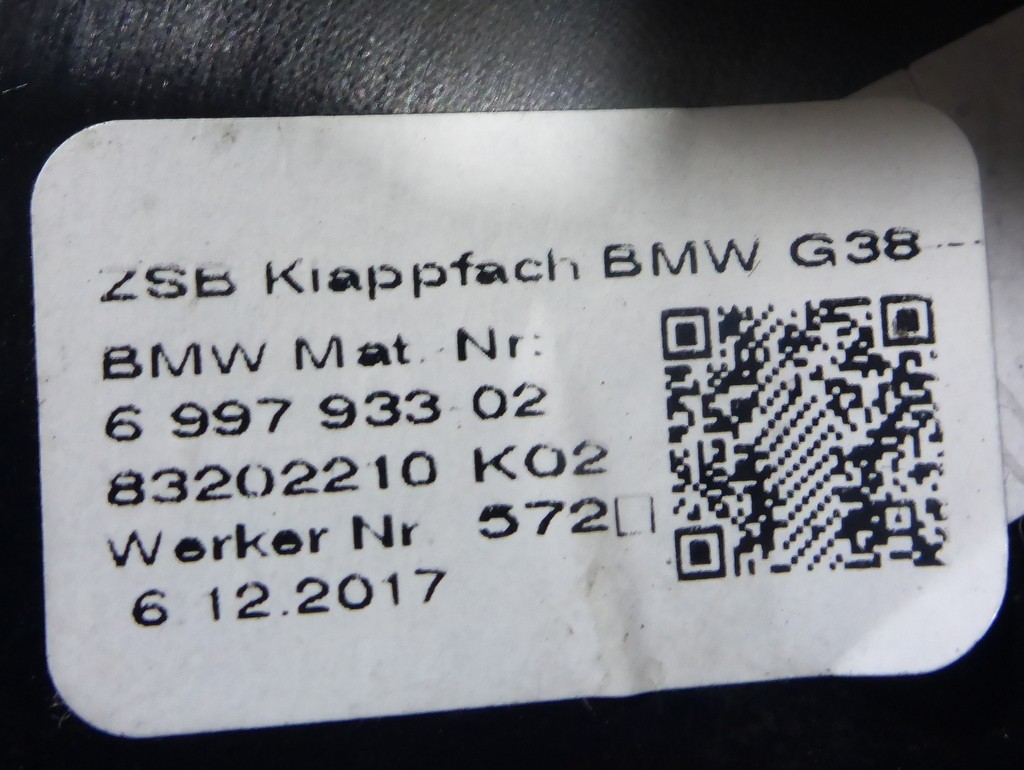 ZSB Klappfach BMW G38
BMW Mat. Nr:
6 997 933 02
83202210 K02
Werker Nr 572□
6.12.2017